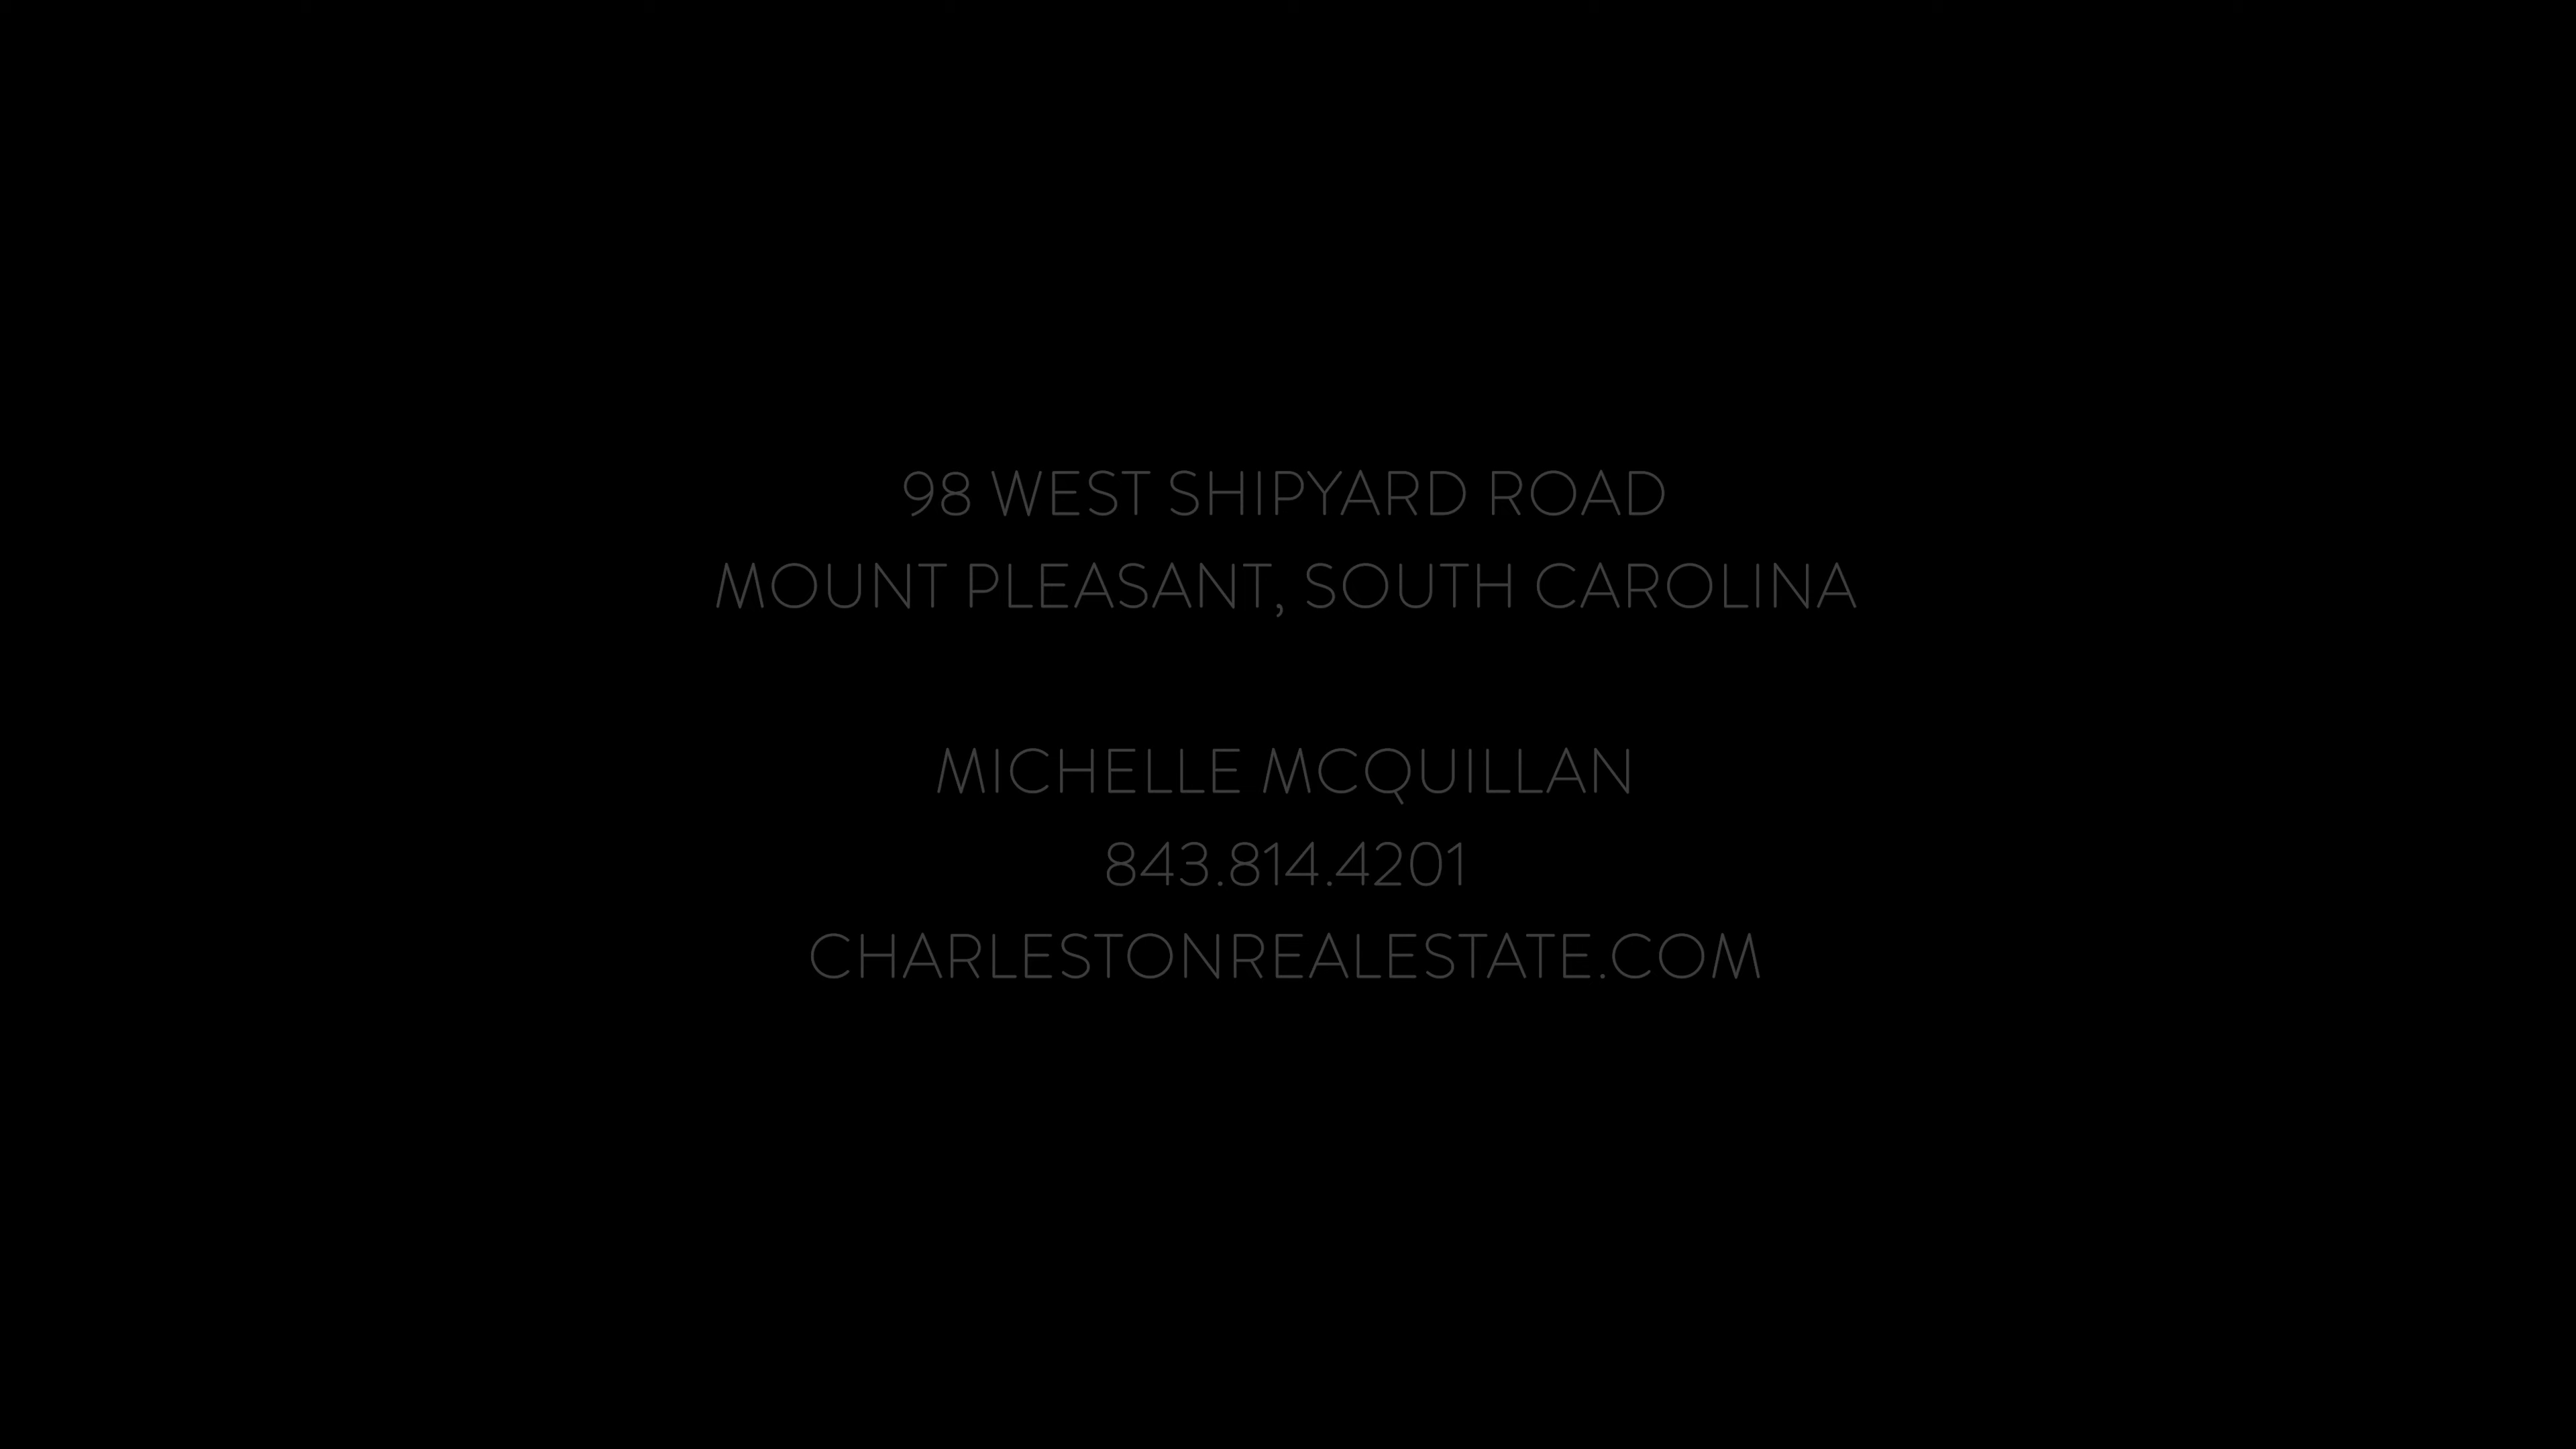 98 WEST SHIPYARD ROAD
MOUNT PLEASANT, SOUTH CAROLINA
MICHELLE MCQUILLAN
843.814.4201
CHARLESTONREALESTATE.COM